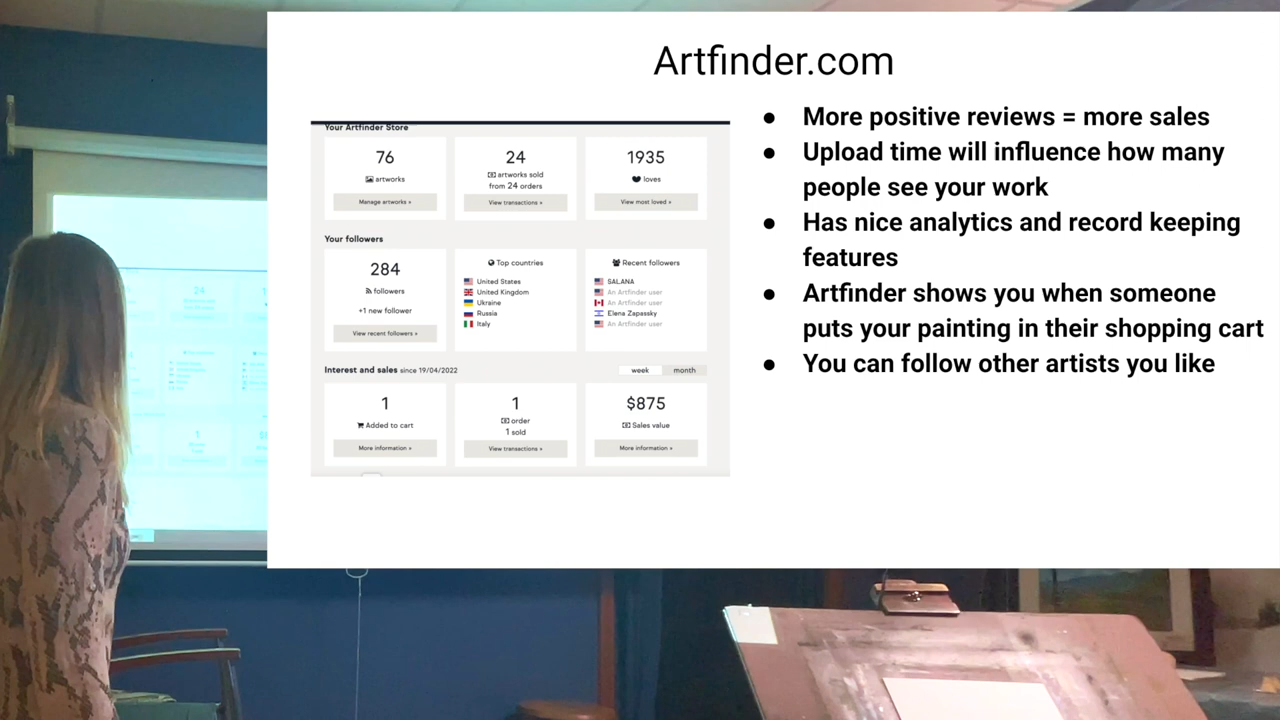 Artfinder.com
Your Artfinder Store
76
artworks
Manage artworks »
24
artworks sold
from 24 orders
View transactions »
1935
loves
View most loved »
Your followers
284
followers
+1 new follower
View recent followers »
Top countries
United States
United Kingdom
Ukraine
Russia
Italy
Recent followers
SALANA
An Artfinder user
An Artfinder user
Elena Zapassky
An Artfinder user
Interest and sales since 19/04/2022
week month
1
Added to cart
More information »
1
order
1 sold
View transactions »
$875
Sales value
More information »
● More positive reviews = more sales
● Upload time will influence how many
people see your work
● Has nice analytics and record keeping
features
● Artfinder shows you when someone
puts your painting in their shopping cart
● You can follow other artists you like
24